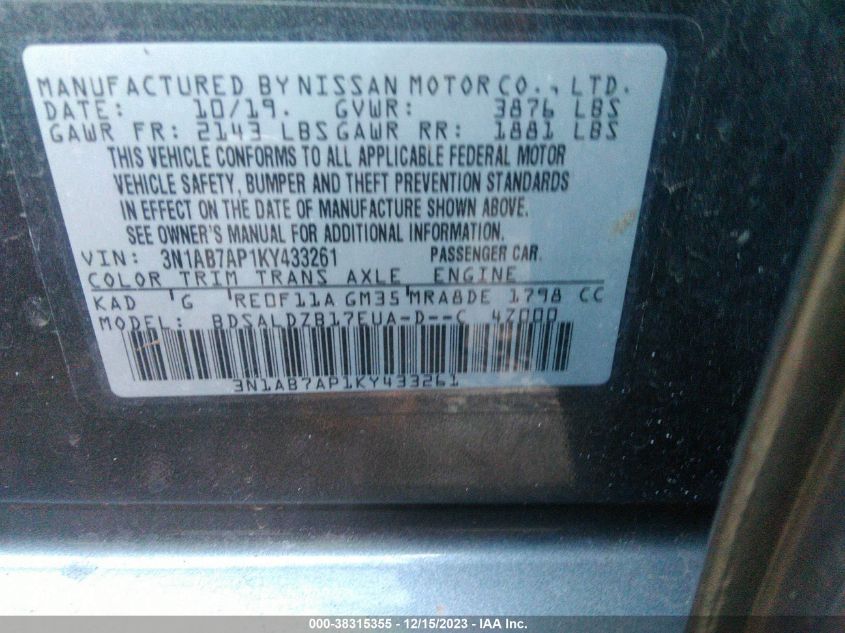 MANUFACTURED BY NISSAN MOTOR CO., LTD.
DATE: 10/19. GVWR: 3876 LBS
GAWR FR: 2143 LBS GAWR RR: 1881 LBS
THIS VEHICLE CONFORMS TO ALL APPLICABLE FEDERAL MOTOR
VEHICLE SAFETY, BUMPER AND THEFT PREVENTION STANDARDS
IN EFFECT ON THE DATE OF MANUFACTURE SHOWN ABOVE.
SEE OWNER'S MANUAL FOR ADDITIONAL INFORMATION.
VIN: 3N1AB7AP1KY433261 PASSENGER CAR
COLOR TRIM TRANS AXLE ENGINE
KAD G RE0F11A GM35 MRA8DE 1798 CC
MODEL: BDSALDZB17EUA-D--C 4Z000
3N1AB7AP1KY433261
000-38315355 - 12/15/2023 - IAA Inc.